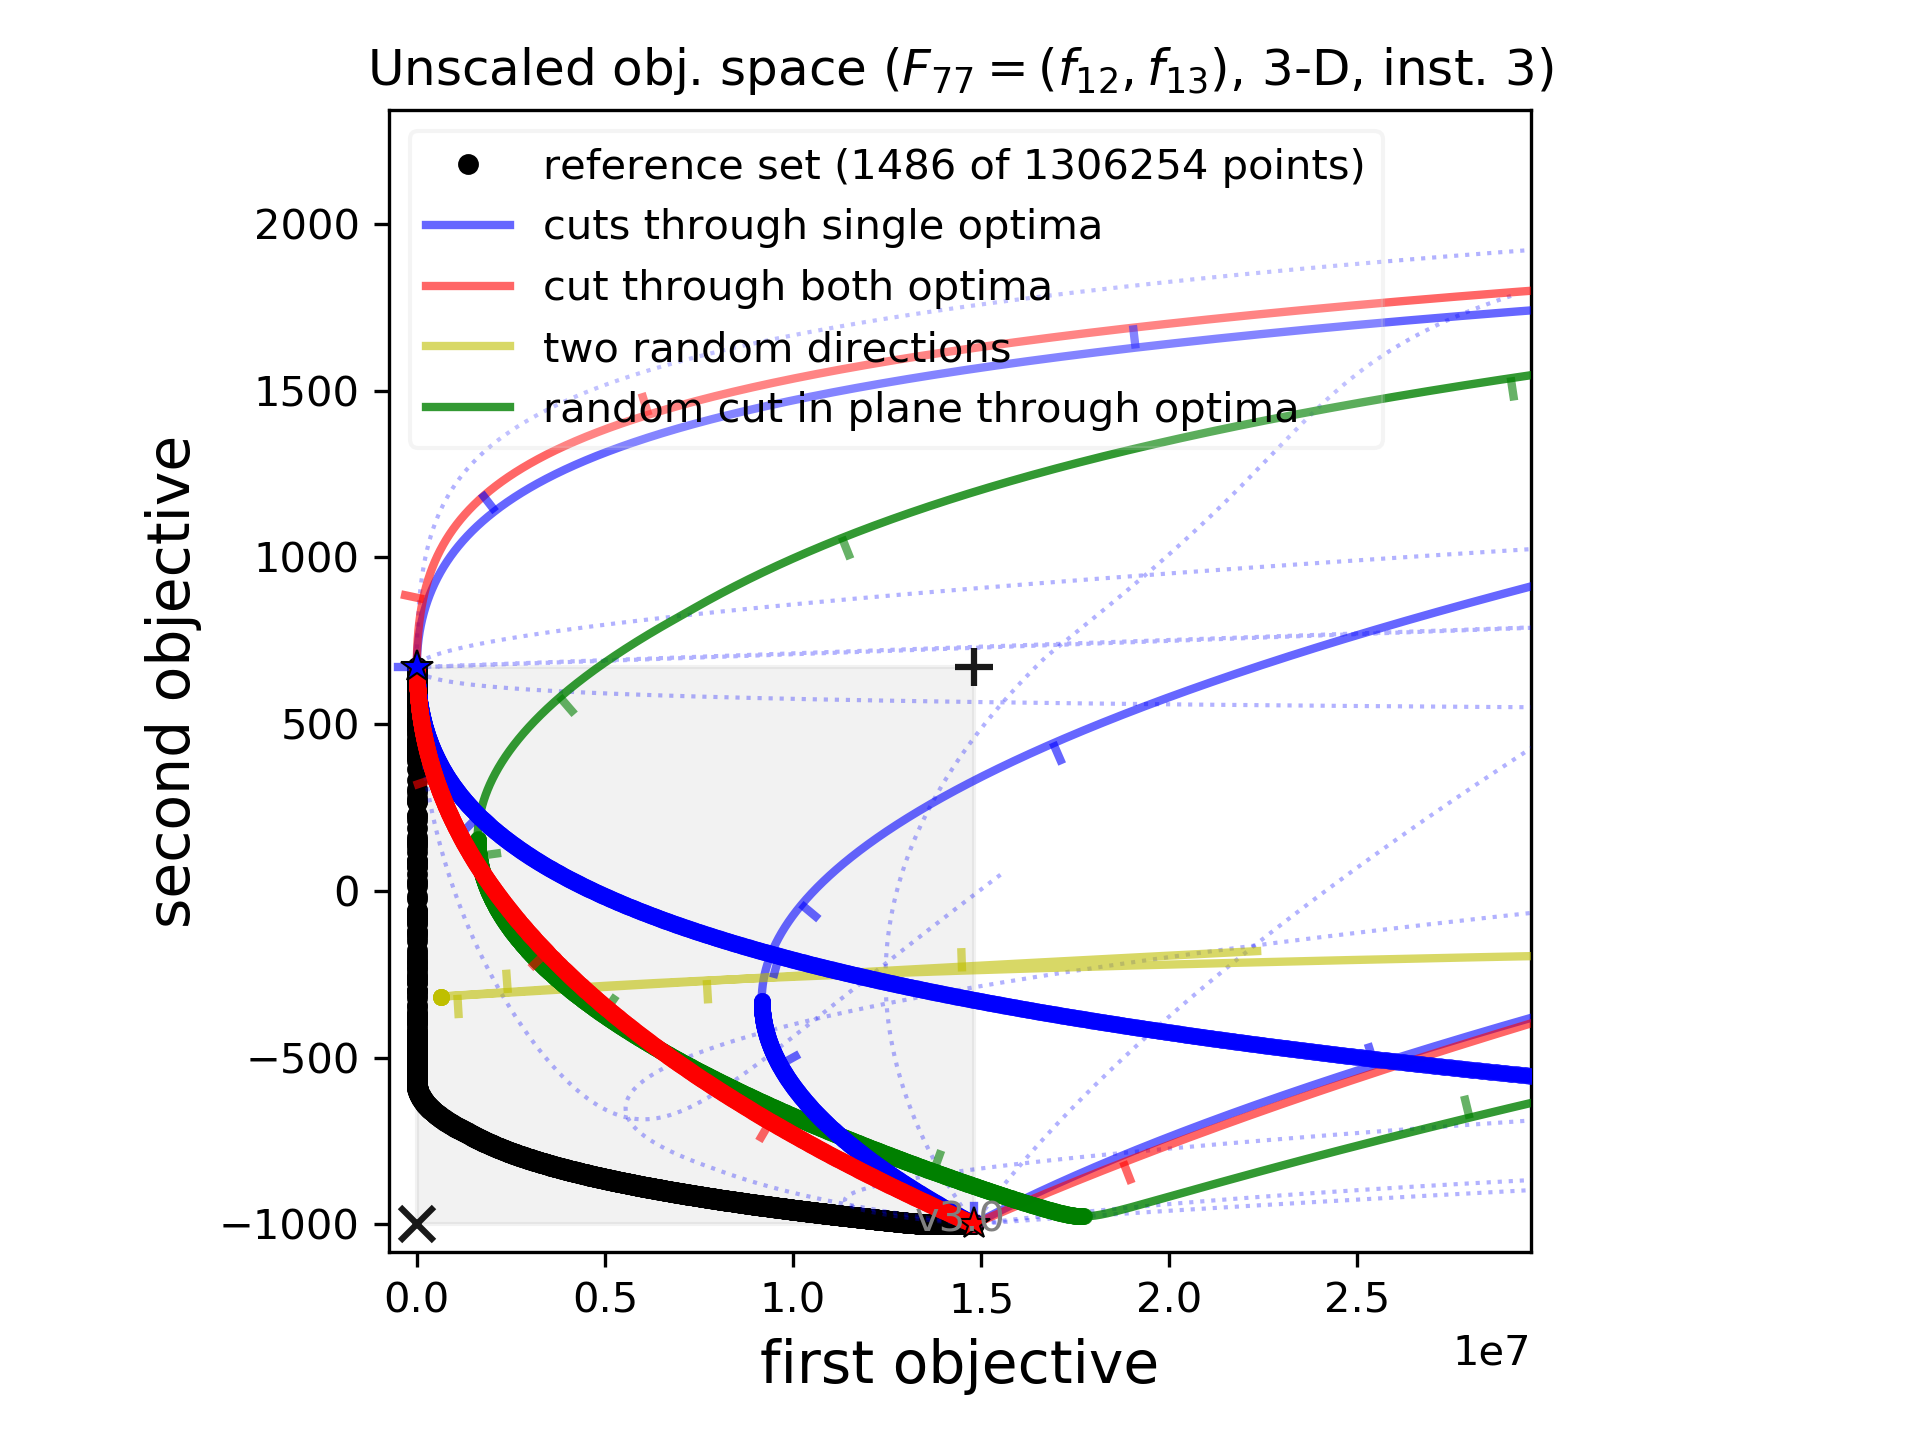 Unscaled obj. space (F77 = (f12, f13), 3-D, inst. 3)
reference set (1486 of 1306254 points)
cuts through single optima
cut through both optima
two random directions
random cut in plane through optima
second objective
2000
1500
1000
500
0
−500
−1000
v3.0
0.0 0.5 1.0 1.5 2.0 2.5
1e7
first objective